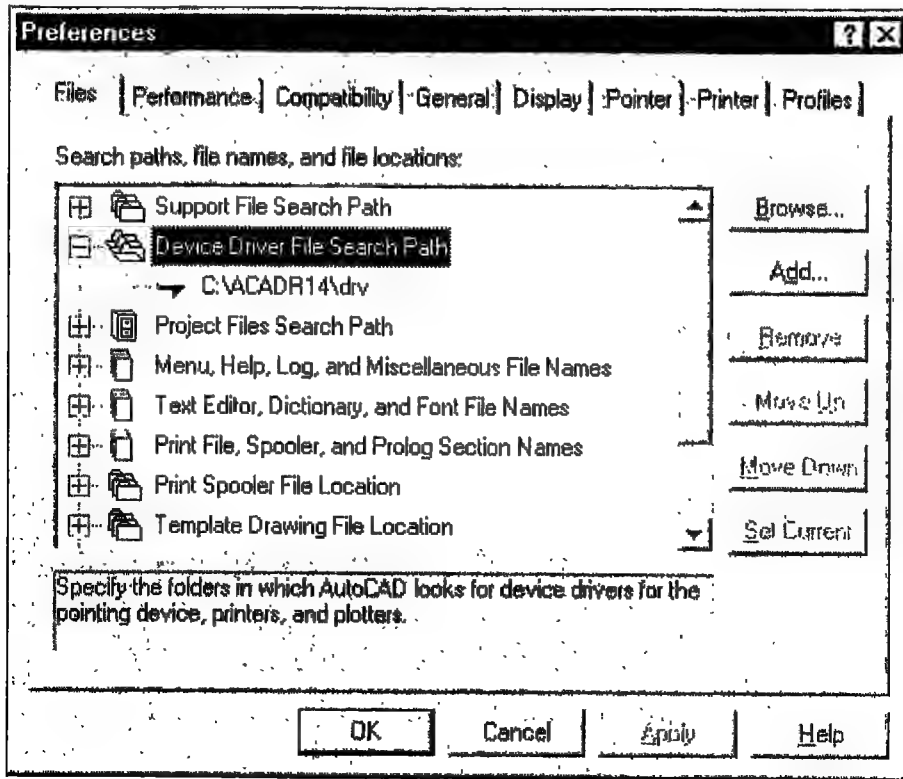 Preferences
Files Performance Compatibility General Display Pointer Printer Profiles
Search paths, file names, and file locations:
Support File Search Path
Device Driver File Search Path
C:\ACADR14\drv
Project Files Search Path
Menu, Help, Log, and Miscellaneous File Names
Text Editor, Dictionary, and Font File Names
Print File, Spooler, and Prolog Section Names
Print Spooler File Location
Template Drawing File Location
Browse...
Add...
Remove
Move Up
Move Down
Set Current
Specify the folders in which AutoCAD looks for device drivers for the
pointing device, printers, and plotters.
OK Cancel Apply Help